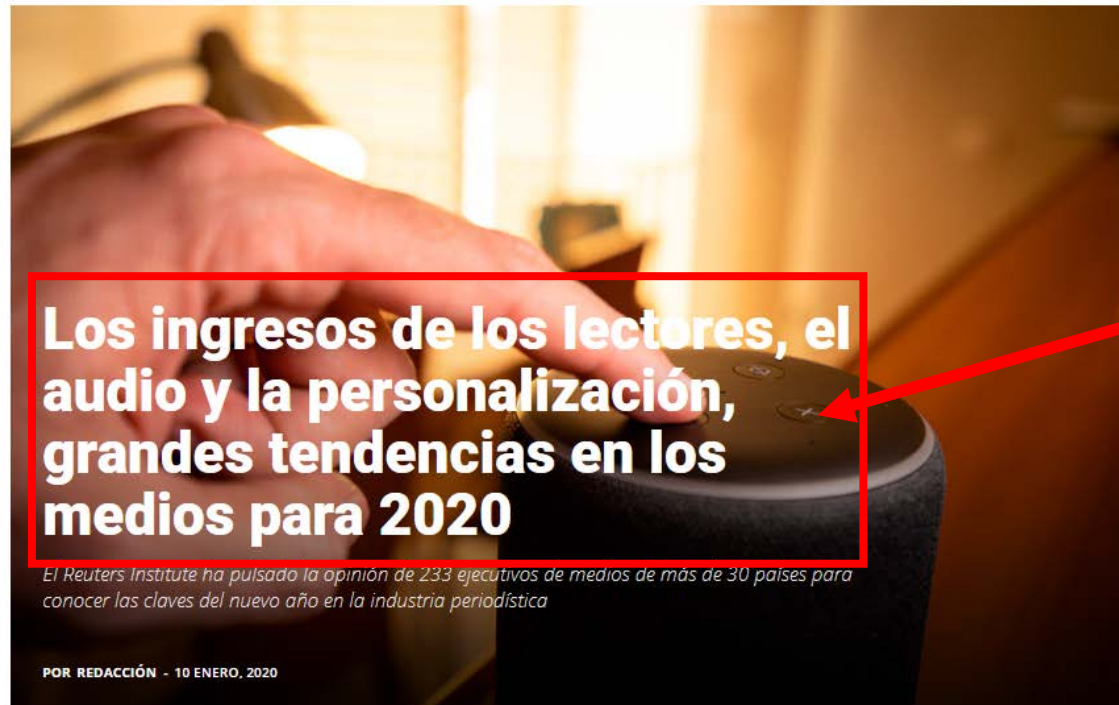 Los ingresos de los lectores, el
audio y la personalización,
grandes tendencias en los
medios para 2020
El Reuters Institute ha pulsado la opinión de 233 ejecutivos de medios de más de 30 países para
conocer las claves del nuevo año en la industria periodística
POR REDACCIÓN - 10 ENERO, 2020